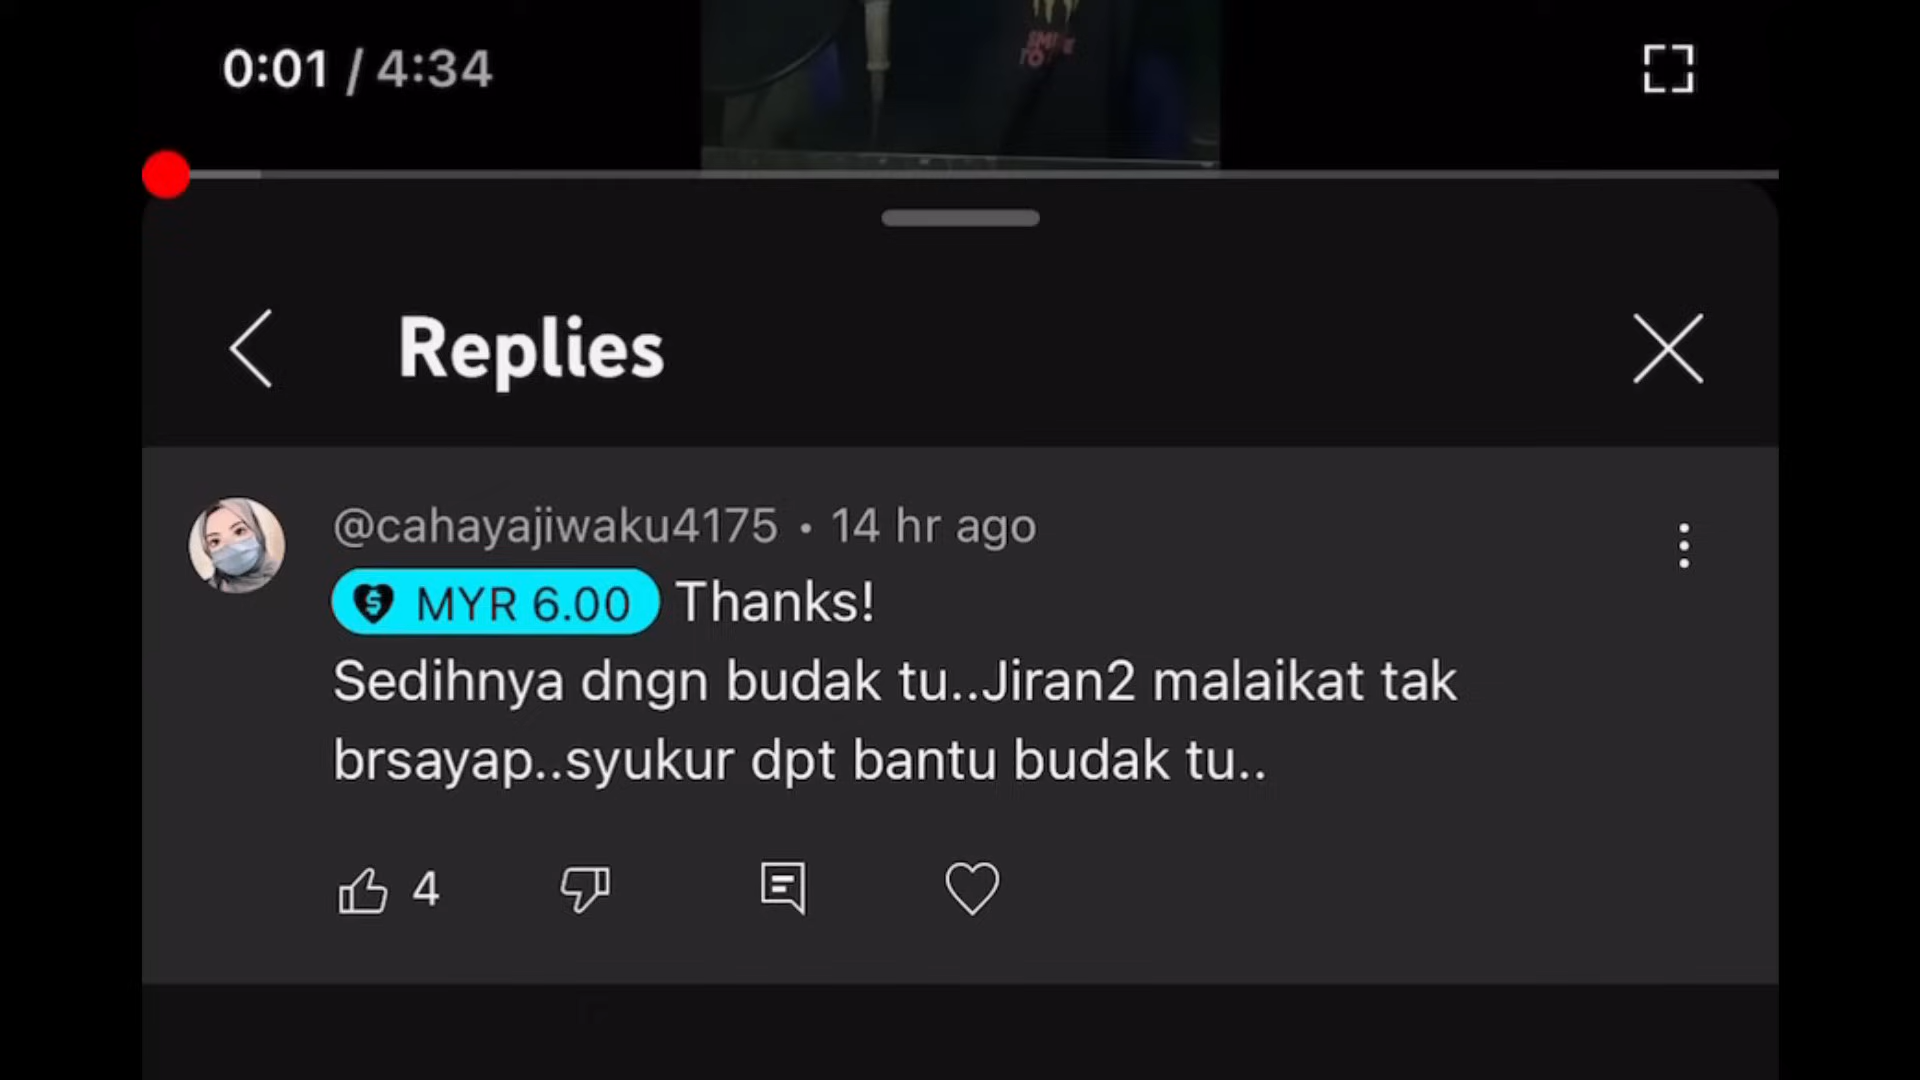 0:01 / 4:34
Replies
@cahayajiwaku4175 • 14 hr ago
MYR 6.00 Thanks!
Sedihnya dngn budak tu..Jiran2 malaikat tak
brsayap..syukur dpt bantu budak tu..
4